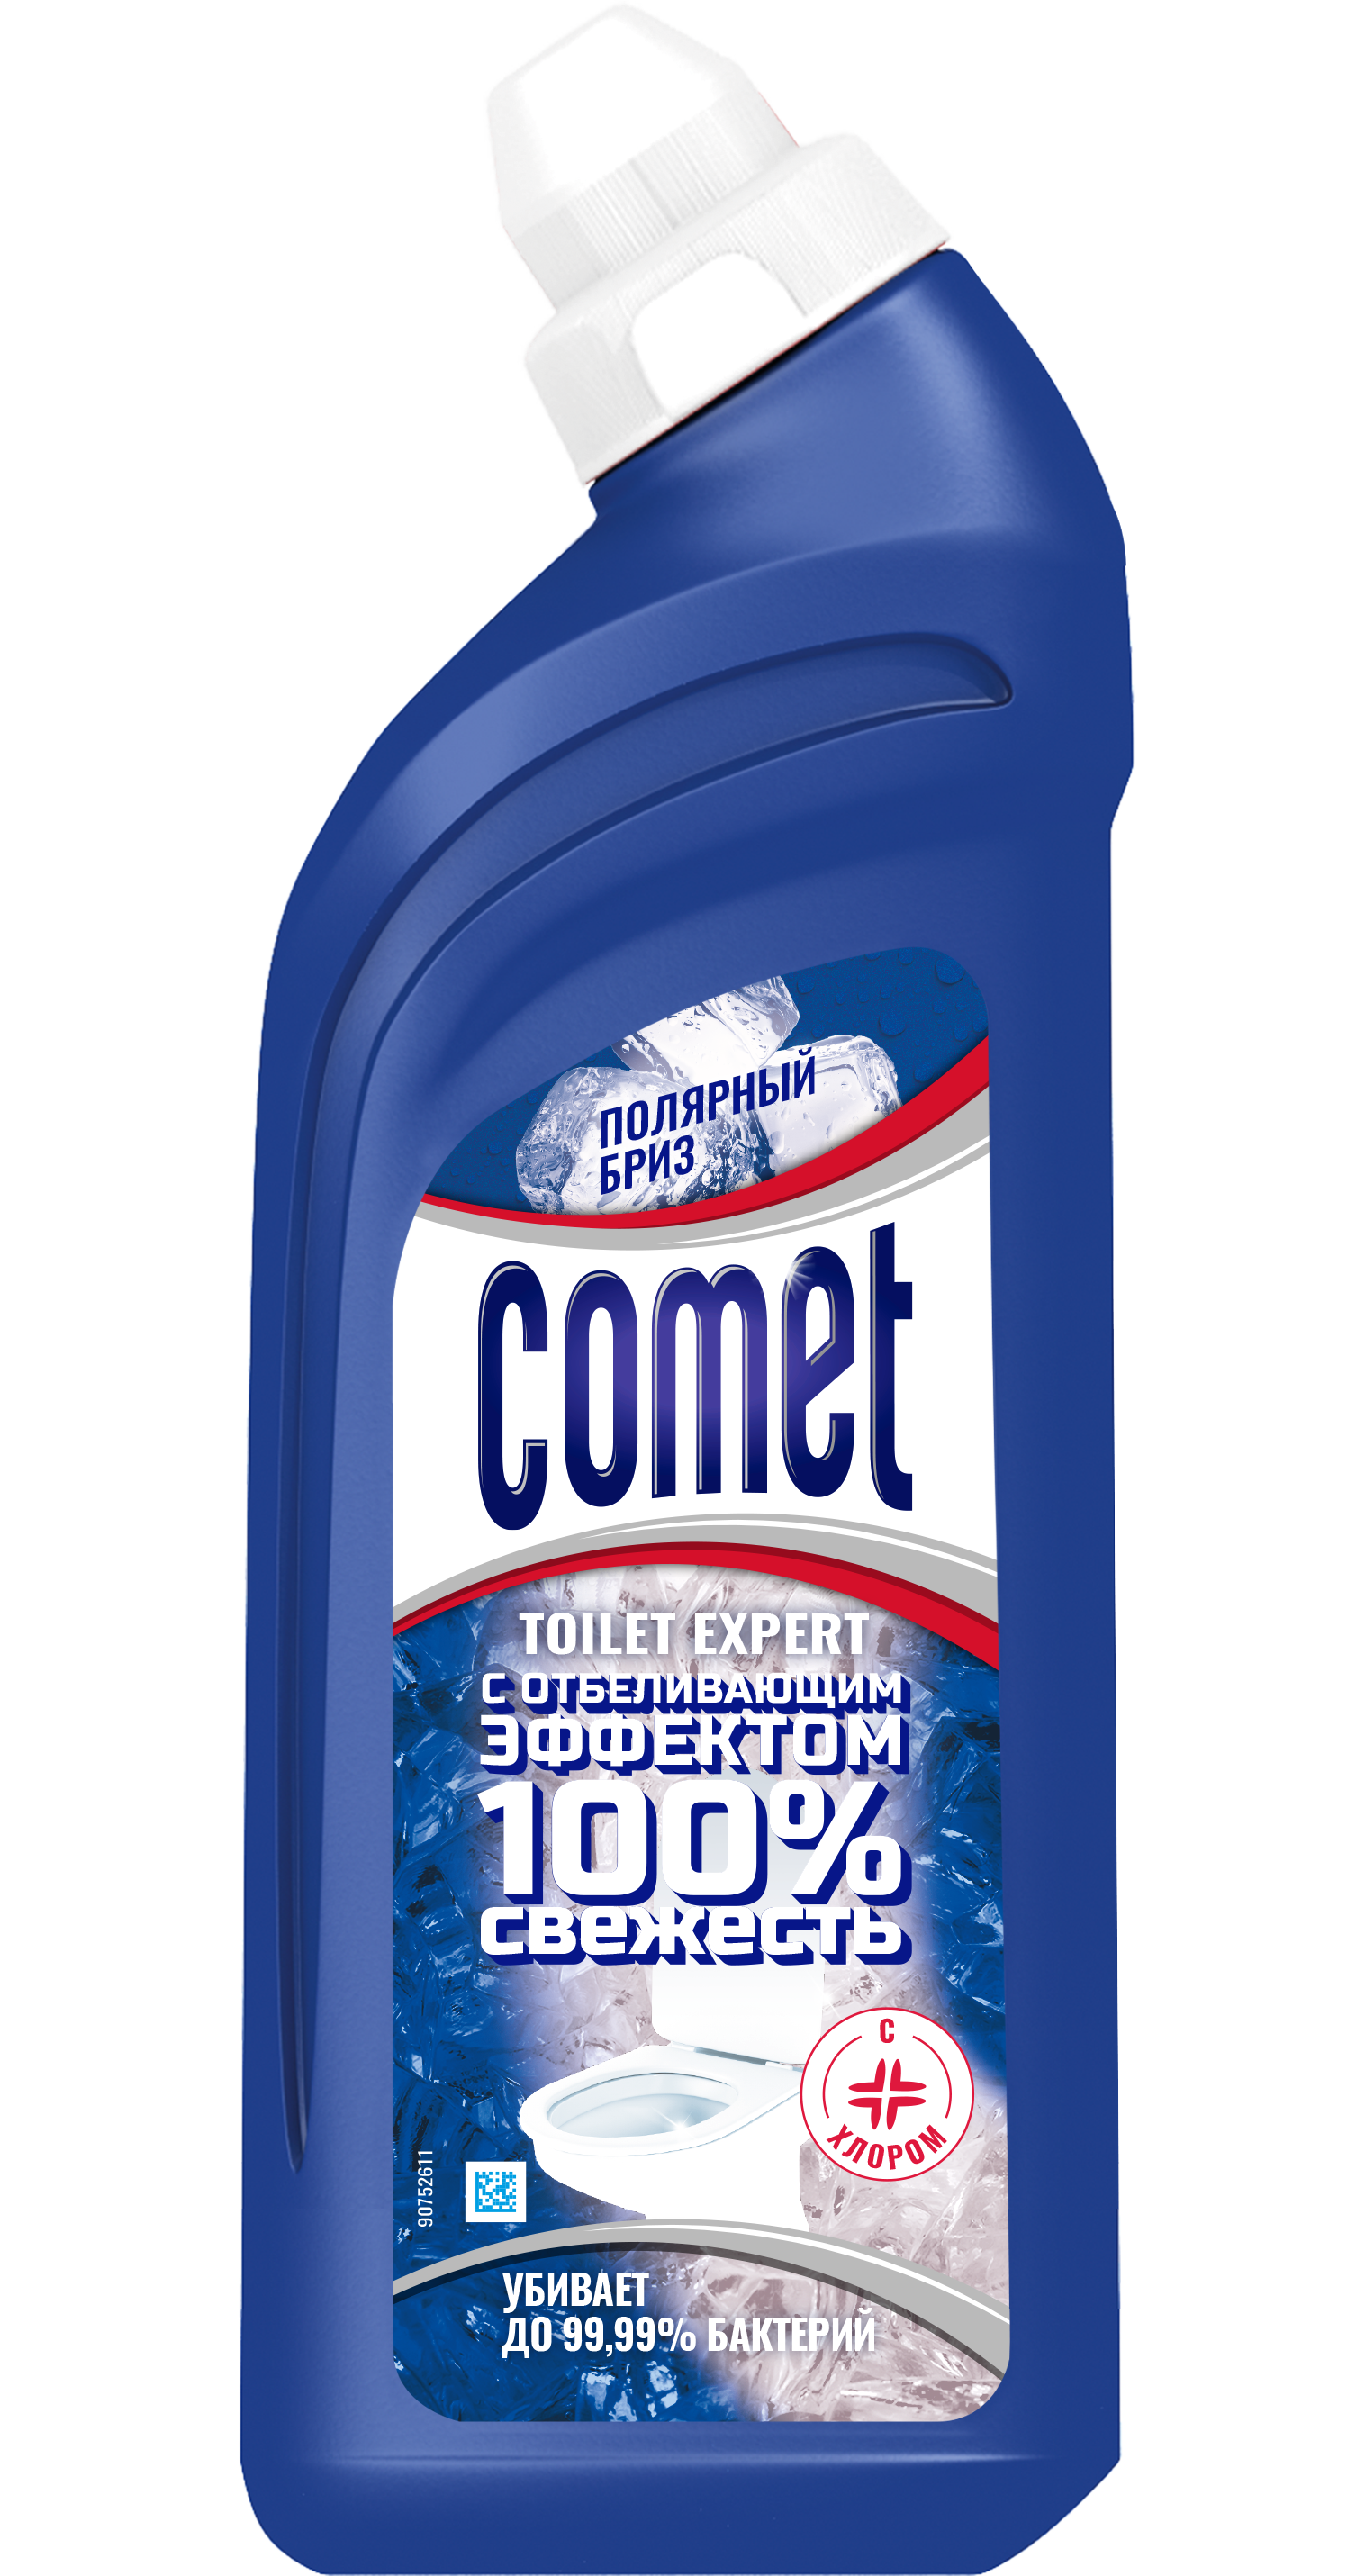 ПОЛЯРНЫЙ
БРИЗ
Comet
TOILET EXPERT
С ОТБЕЛИВАЮЩИМ
ЭФФЕКТОМ
100%
свежесть
С
ХЛОРОМ
90752611
УБИВАЕТ
ДО 99,99% БАКТЕРИЙ